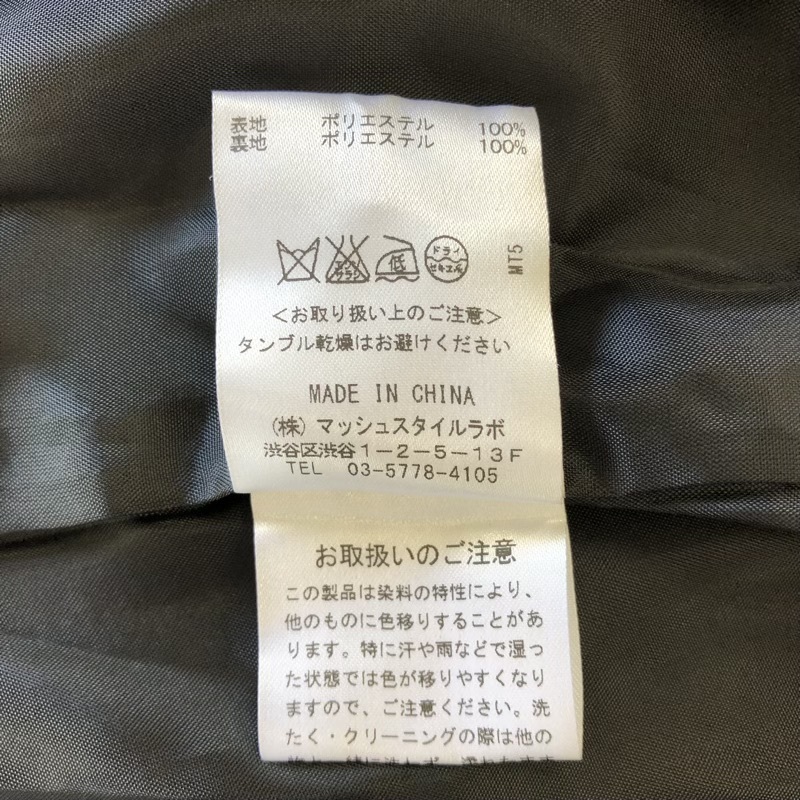 表地 ポリエステル 100%
裏地 ポリエステル 100%
エンソ サラシ 低 ドライ セキユ系
MT5
<お取り扱い上のご注意>
タンブル乾燥はお避けください
MADE IN CHINA
(株) マッシュスタイルラボ
渋谷区渋谷1-2-5-13F
TEL 03-5778-4105
お取扱いのご注意
この製品は染料の特性により、
他のものに色移りすることがあ
ります。特に汗や雨などで湿っ
た状態では色が移りやすくなり
ますので、ご注意ください。洗
たく・クリーニングの際は他の